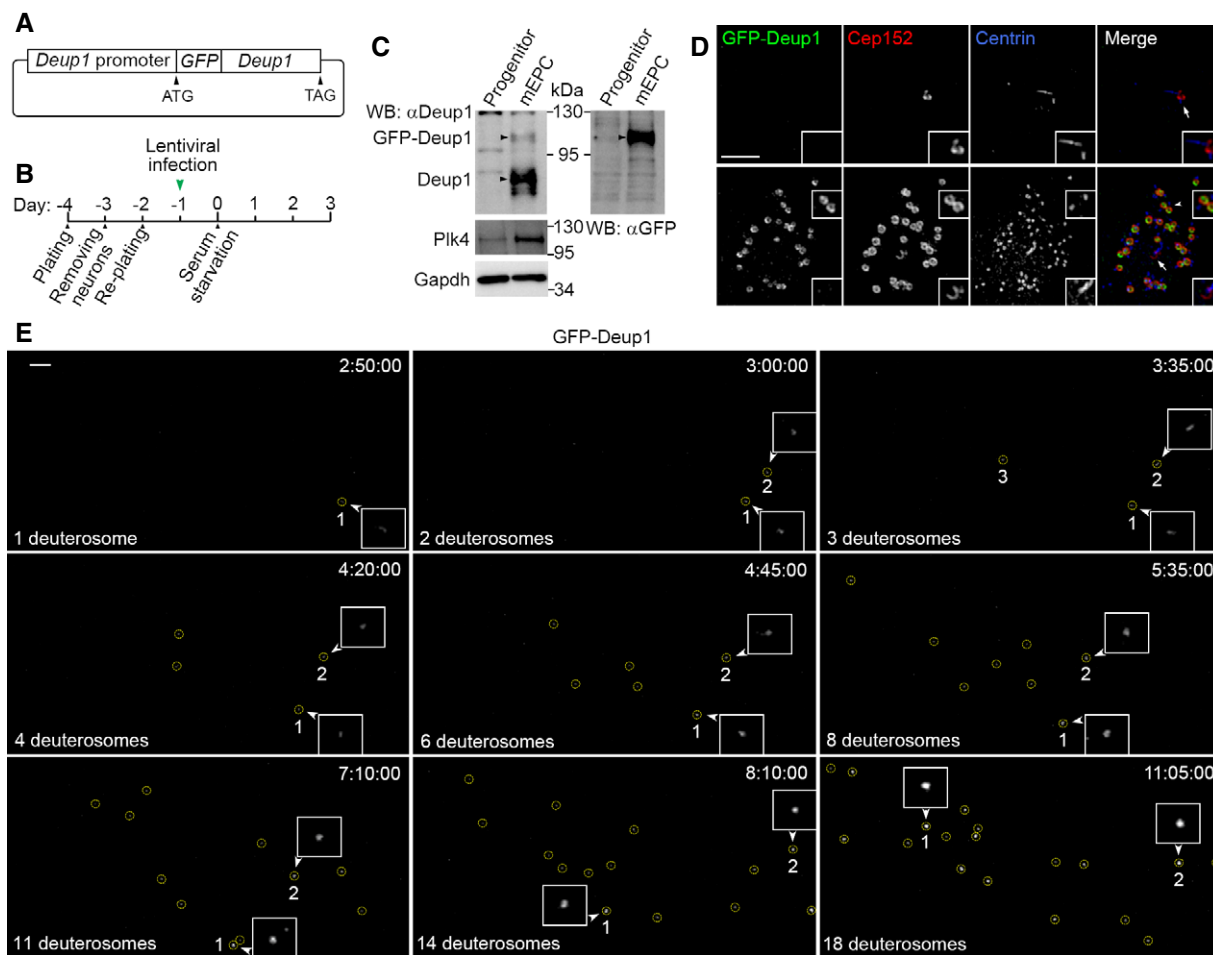 A
Deup1 promoter GFP Deup1
ATG TAG
B
Lentiviral
infection
Day: -4 -3 -2 -1 0 1 2 3
Plating
Removing
neurons
Re-plating
Serum
starvation
C
Progenitor
mEPC
kDa
Progenitor
mEPC
WB: αDeup1
GFP-Deup1
Deup1
-130
-95
Plk4
-130
-95
WB: αGFP
Gapdh
-34
D
GFP-Deup1 Cep152 Centrin Merge
E
GFP-Deup1
2:50:00
1
1 deuterosome
3:00:00
2
1
2 deuterosomes
3:35:00
3
2
1
3 deuterosomes
4:20:00
2
1
4 deuterosomes
4:45:00
2
1
6 deuterosomes
5:35:00
2
1
8 deuterosomes
7:10:00
2
1
11 deuterosomes
8:10:00
2
1
14 deuterosomes
11:05:00
1
2
18 deuterosomes